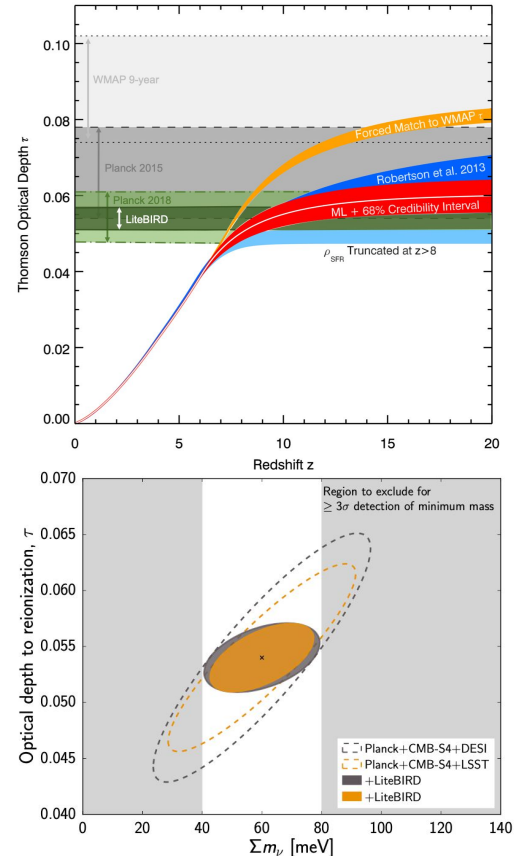 0.10
0.08
0.06
0.04
0.02
0.00
Thomson Optical Depth τ
WMAP 9-year
Planck 2015
Planck 2018
LiteBIRD
Forced Match to WMAP τ
Robertson et al. 2013
ML + 68% Credibility Interval
ρSFR Truncated at z>8
0 5 10 15 20
Redshift z
0.070
0.065
0.060
0.055
0.050
0.045
0.040
Optical depth to reionization, τ
Region to exclude for
≥ 3σ detection of minimum mass
Planck+CMB-S4+DESI
Planck+CMB-S4+LSST
+LiteBIRD
+LiteBIRD
0 20 40 60 80 100 120 140
Σmν [meV]